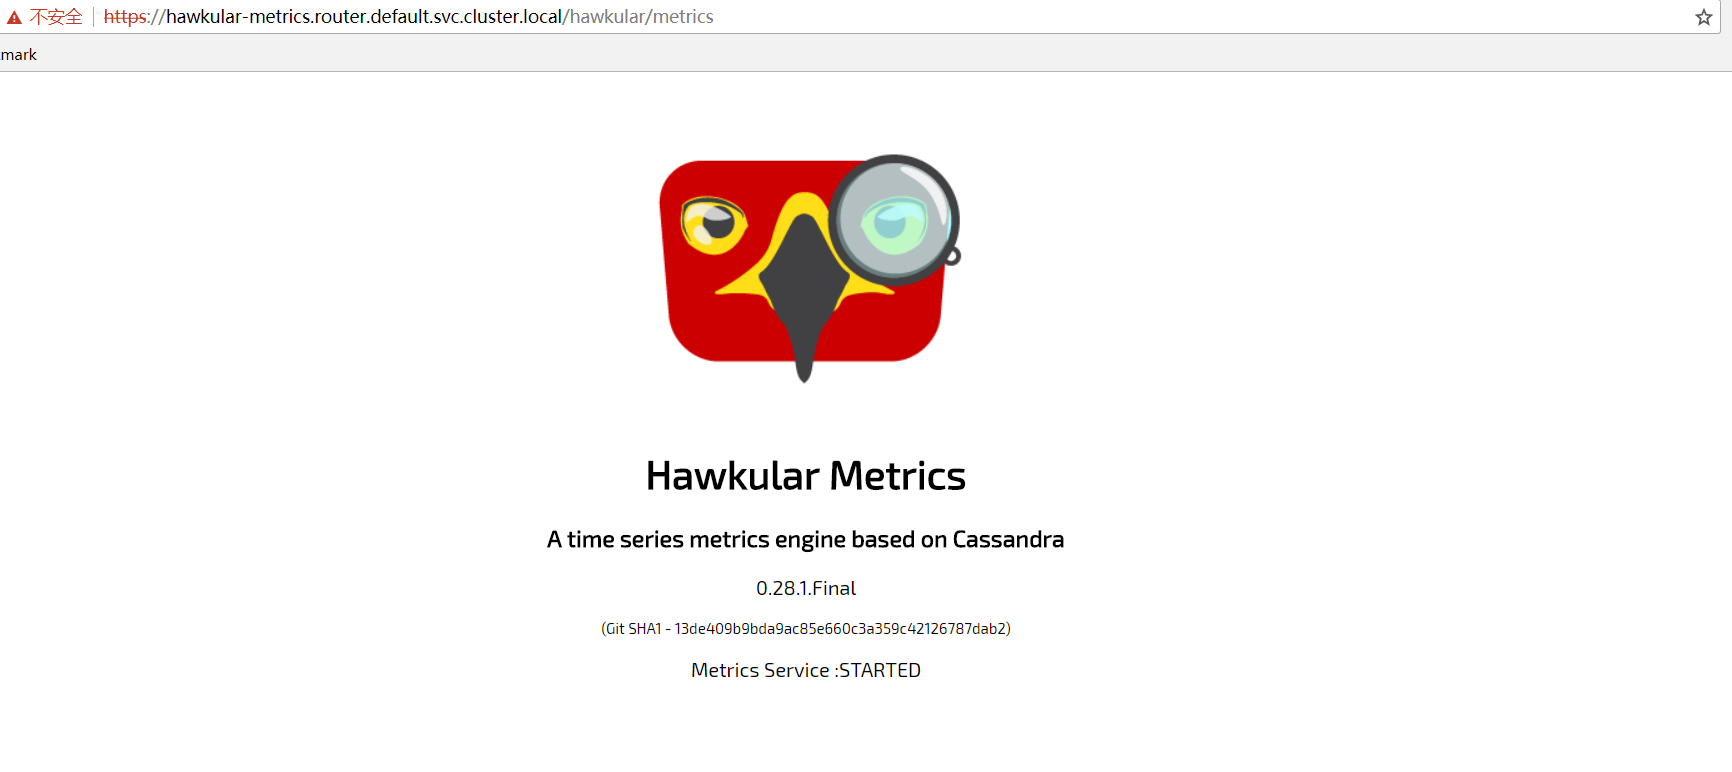 不安全 https://hawkular-metrics.router.default.svc.cluster.local/hawkular/metrics
mark
Hawkular Metrics
A time series metrics engine based on Cassandra
0.28.1.Final
(Git SHA1 - 13de409b9bda9ac85e660c3a359c42126787dab2)
Metrics Service :STARTED